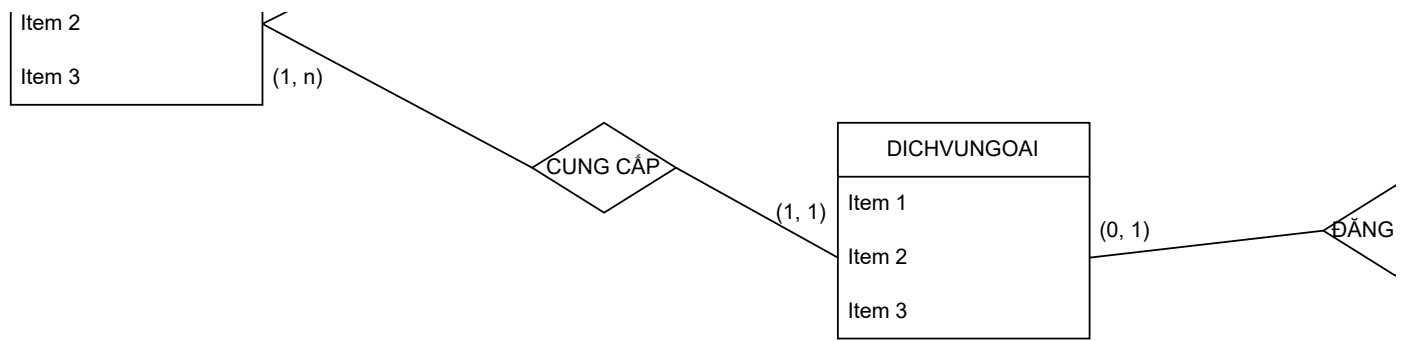 Item 2
Item 3
(1, n)
CUNG CẤP
(1, 1)
DICHVUNGOAI
Item 1
Item 2
Item 3
(0, 1)
ĐĂNG